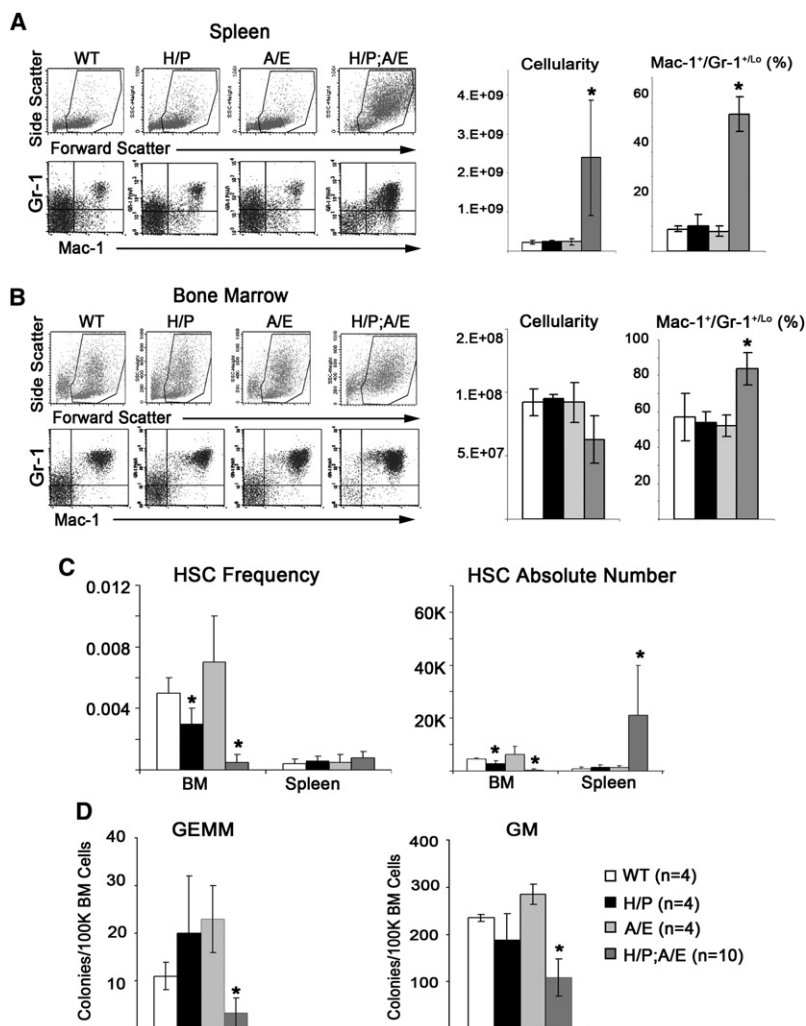 A
Spleen
WT H/P A/E H/P;A/E
Side Scatter
Forward Scatter
Gr-1
Mac-1
Cellularity
4.E+09
3.E+09
2.E+09
1.E+09
*
Mac-1+/Gr-1+/Lo (%)
60
40
20
*
B
Bone Marrow
WT H/P A/E H/P;A/E
Side Scatter
Forward Scatter
Gr-1
Mac-1
Cellularity
2.E+08
1.E+08
5.E+07
Mac-1+/Gr-1+/Lo (%)
100
80
60
40
20
*
C
HSC Frequency
0.012
0.008
0.004
* *
BM Spleen
HSC Absolute Number
60K
40K
20K
* * *
BM Spleen
D
GEMM
Colonies/100K BM Cells
40
30
20
10
*
GM
Colonies/100K BM Cells
400
300
200
100
*
WT (n=4)
H/P (n=4)
A/E (n=4)
H/P;A/E (n=10)